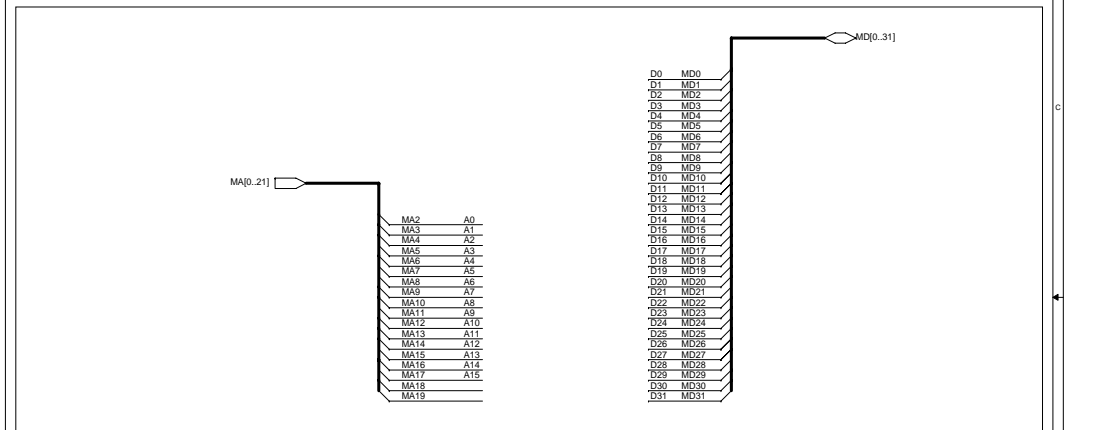 MD[0..31]
D0 MD0
D1 MD1
D2 MD2
D3 MD3
C
D4 MD4
D5 MD5
D6 MD6
D7 MD7
D8 MD8
D9 MD9
MA[0..21] D10 MD10
D11 MD11
D12 MD12
D13 MD13
MA2 A0 D14 MD14
MA3 A1 D15 MD15
MA4 A2 D16 MD16
MA5 A3 D17 MD17
MA6 A4 D18 MD18
MA7 A5 D19 MD19
MA8 A6 D20 MD20
MA9 A7 D21 MD21
MA10 A8 D22 MD22
MA11 A9 D23 MD23
MA12 A10 D24 MD24
MA13 A11 D25 MD25
MA14 A12 D26 MD26
MA15 A13 D27 MD27
MA16 A14 D28 MD28
MA17 A15 D29 MD29
MA18 D30 MD30
MA19 D31 MD31